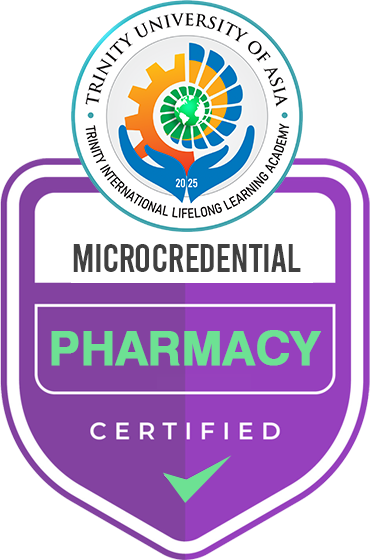 • TRINITY UNIVERSITY OF ASIA •
TRINITY INTERNATIONAL LIFELONG LEARNING ACADEMY
2025
MICROCREDENTIAL
PHARMACY
CERTIFIED